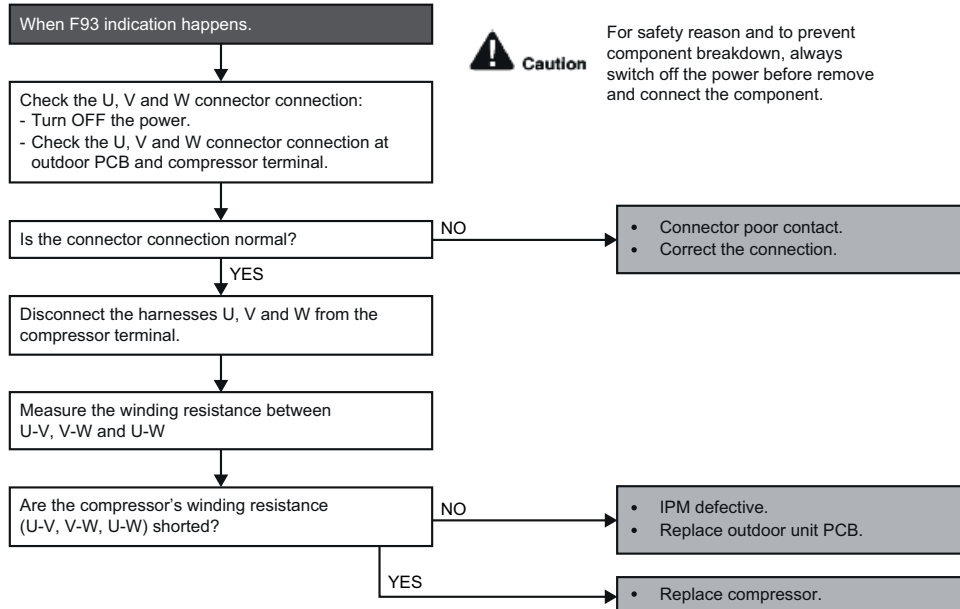 When F93 indication happens.
Caution
For safety reason and to prevent
component breakdown, always
switch off the power before remove
and connect the component.
Check the U, V and W connector connection:
- Turn OFF the power.
- Check the U, V and W connector connection at
outdoor PCB and compressor terminal.
Is the connector connection normal?
NO
• Connector poor contact.
• Correct the connection.
YES
Disconnect the harnesses U, V and W from the
compressor terminal.
Measure the winding resistance between
U-V, V-W and U-W
Are the compressor's winding resistance
(U-V, V-W, U-W) shorted?
NO
• IPM defective.
• Replace outdoor unit PCB.
YES
• Replace compressor.